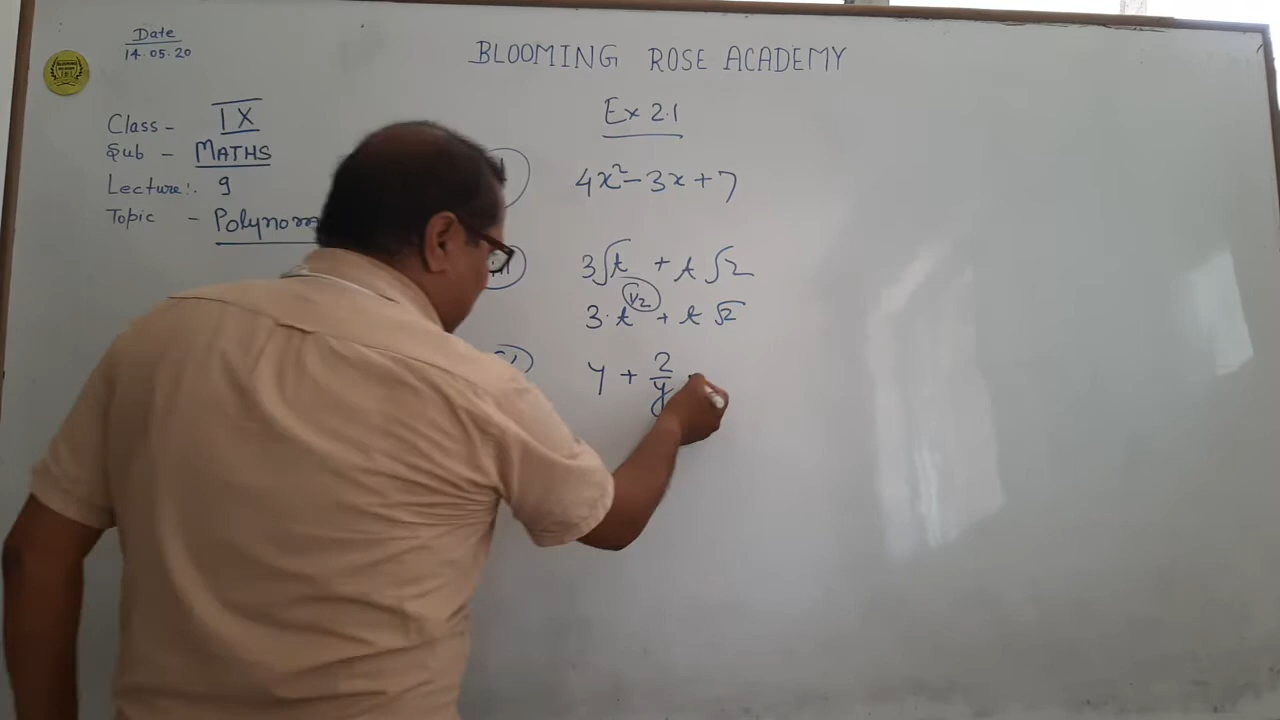 Date
14.05.20
BLOOMING ROSE ACADEMY
Class - IX
Sub - MATHS
Lecture:- 9
Topic -
Ex 2.1
4x² - 3x + 7
3√t + t√2
3·t^1/2 + t√2
y + 2/y